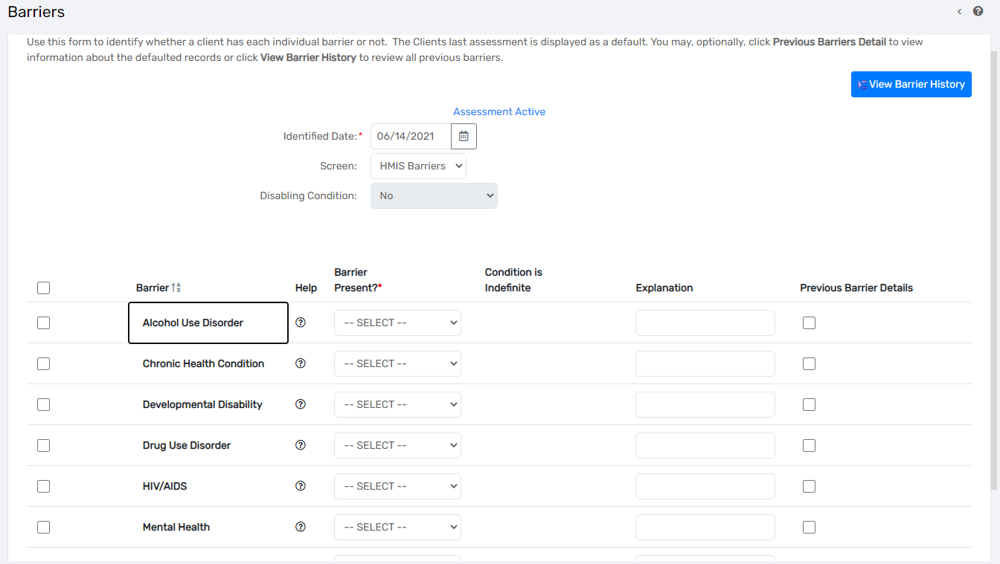 Barriers
Use this form to identify whether a client has each individual barrier or not. The Clients last assessment is displayed as a default. You may, optionally, click Previous Barriers Detail to view
information about the defaulted records or click View Barrier History to review all previous barriers.
View Barrier History
Assessment Active
Identified Date:* 06/14/2021
Screen: HMIS Barriers
Disabling Condition: No
Barrier Help Barrier Present?* Condition is Indefinite Explanation Previous Barrier Details
Alcohol Use Disorder -- SELECT --
Chronic Health Condition -- SELECT --
Developmental Disability -- SELECT --
Drug Use Disorder -- SELECT --
HIV/AIDS -- SELECT --
Mental Health -- SELECT --